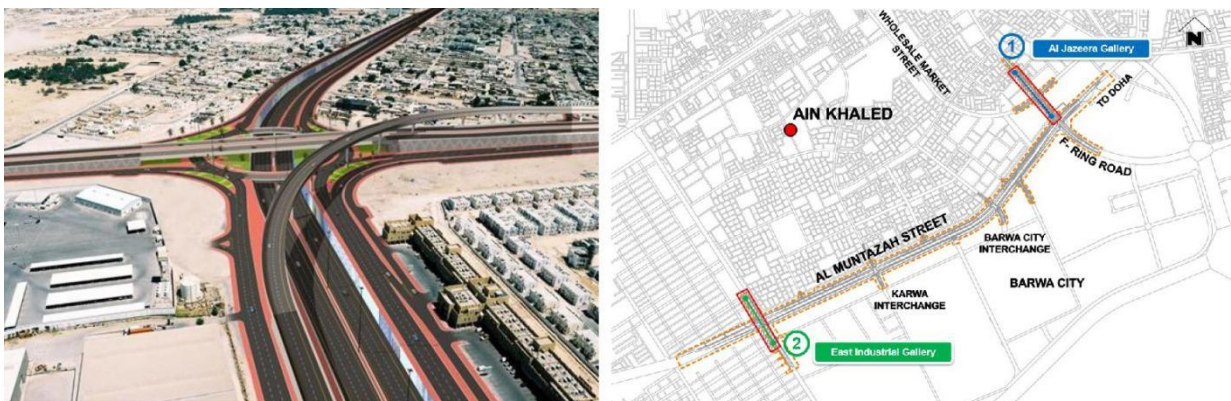 WHOLESALE MARKET
STREET
1
Al Jazeera Gallery
N
TO DOHA
AIN KHALED
F- RING ROAD
AL MUNTAZAH STREET
BARWA CITY
INTERCHANGE
BARWA CITY
KARWA
INTERCHANGE
2
East Industrial Gallery